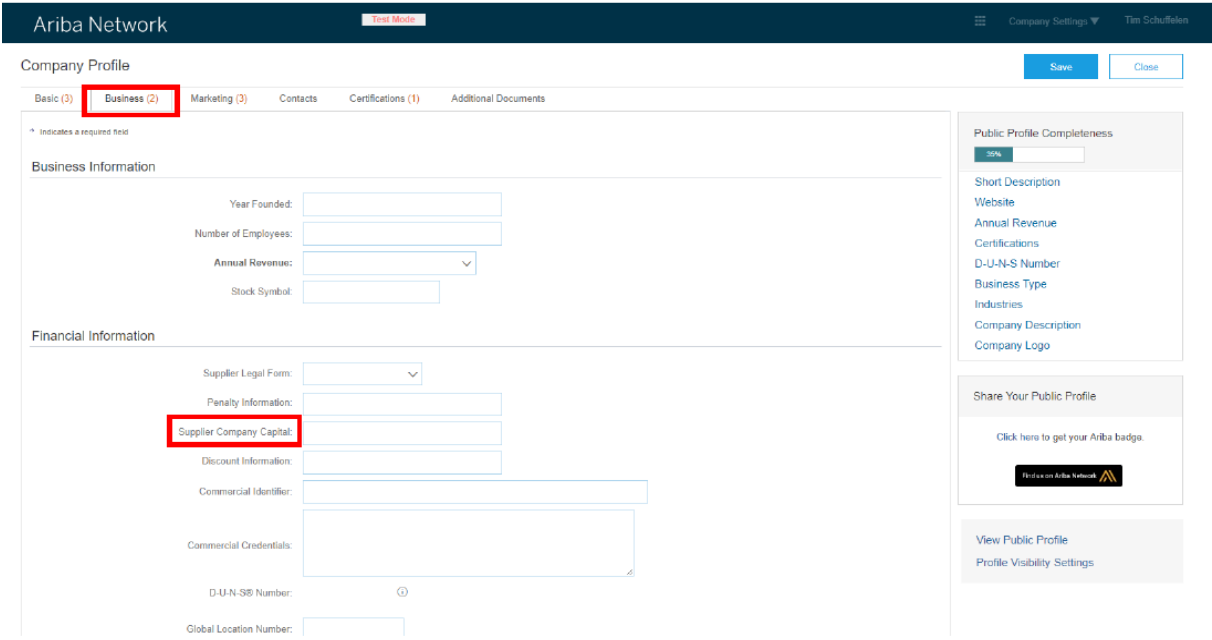 Ariba Network
Test Mode
Company Settings ▼
Tim Schuffelen
Company Profile
Save
Close
Basic (3)
Business (2)
Marketing (3)
Contacts
Certifications (1)
Additional Documents
* Indicates a required field
Business Information
Year Founded:
Number of Employees:
Annual Revenue:
Stock Symbol:
Financial Information
Supplier Legal Form:
Penalty Information:
Supplier Company Capital:
Discount Information:
Commercial Identifier:
Commercial Credentials:
D-U-N-S® Number:
Global Location Number:
Public Profile Completeness
35%
Short Description
Website
Annual Revenue
Certifications
D-U-N-S Number
Business Type
Industries
Company Description
Company Logo
Share Your Public Profile
Click here to get your Ariba badge.
Find us on Ariba Network
View Public Profile
Profile Visibility Settings